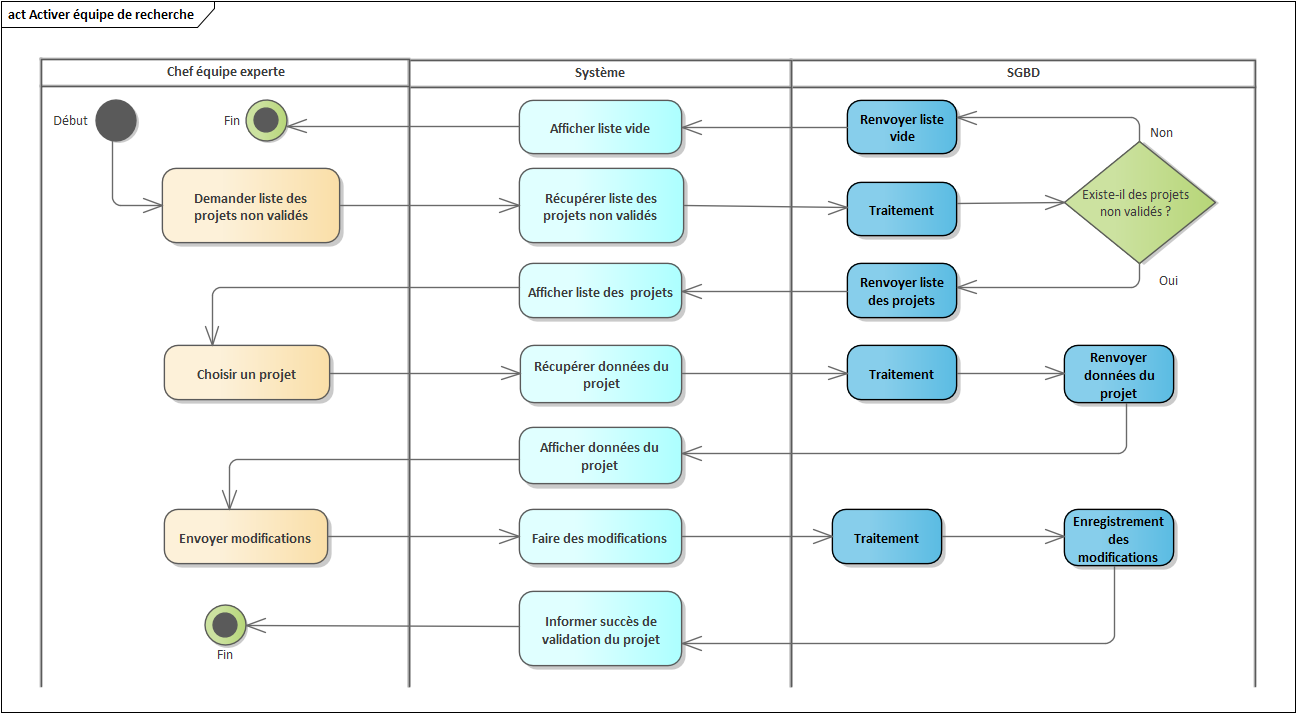 act Activer équipe de recherche
Chef équipe experte
Système
SGBD
Début
Fin
Afficher liste vide
Renvoyer liste
vide
Non
Demander liste des
projets non validés
Récupérer liste des
projets non validés
Traitement
Existe-il des projets
non validés ?
Oui
Afficher liste des  projets
Renvoyer liste
des projets
Choisir un projet
Récupérer données du
projet
Traitement
Renvoyer
données du
projet
Afficher données du
projet
Envoyer modifications
Faire des modifications
Traitement
Enregistrement
des
modifications
Informer succès de
validation du projet
Fin